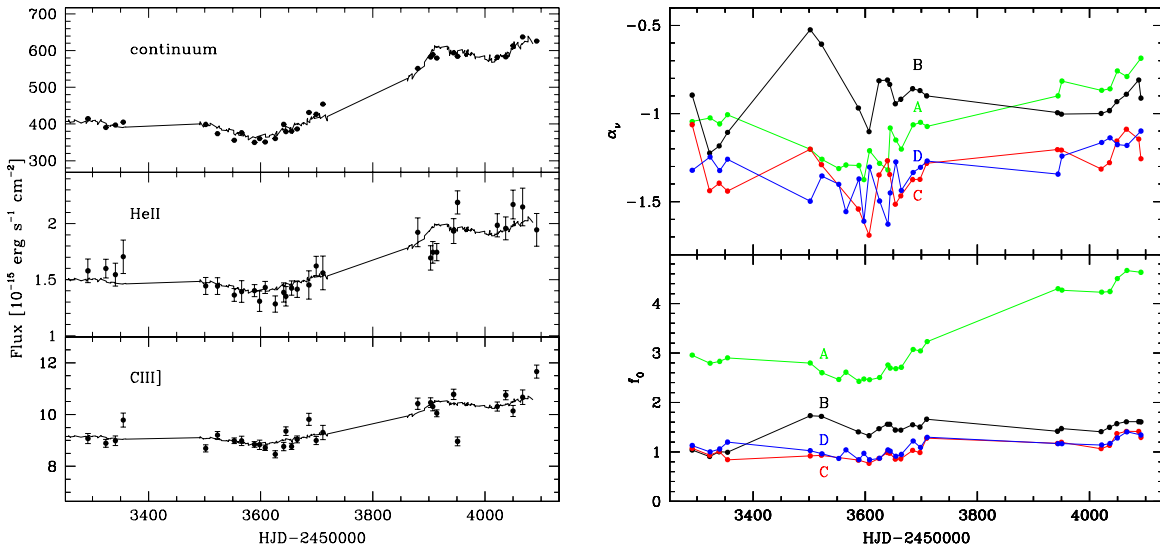 700
600
500
400
300
continuum
2
1.5
1
HeII
Flux [10⁻¹⁵ erg s⁻¹ cm⁻²]
12
10
8
CIII]
3400 3600 3800 4000
HJD-2450000
-0.5
-1
-1.5
αν
B
A
D
C
4
3
2
1
0
f₀
A
B
D
C
3400 3600 3800 4000
HJD-2450000